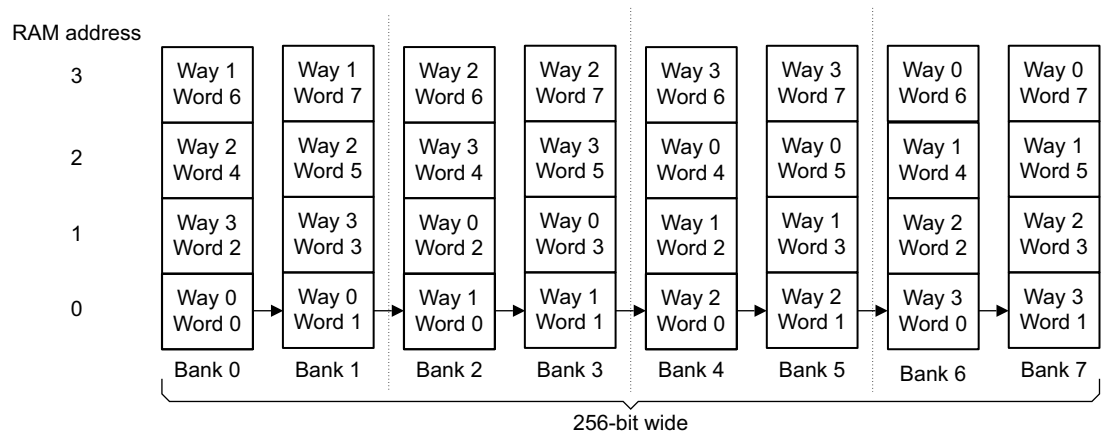 RAM address
3
Way 1 Way 1 Way 2 Way 2 Way 3 Way 3 Way 0 Way 0
Word 6 Word 7 Word 6 Word 7 Word 6 Word 7 Word 6 Word 7
2
Way 2 Way 2 Way 3 Way 3 Way 0 Way 0 Way 1 Way 1
Word 4 Word 5 Word 4 Word 5 Word 4 Word 5 Word 4 Word 5
1
Way 3 Way 3 Way 0 Way 0 Way 1 Way 1 Way 2 Way 2
Word 2 Word 3 Word 2 Word 3 Word 2 Word 3 Word 2 Word 3
0
Way 0 Way 0 Way 1 Way 1 Way 2 Way 2 Way 3 Way 3
Word 0 Word 1 Word 0 Word 1 Word 0 Word 1 Word 0 Word 1
Bank 0 Bank 1 Bank 2 Bank 3 Bank 4 Bank 5 Bank 6 Bank 7
256-bit wide